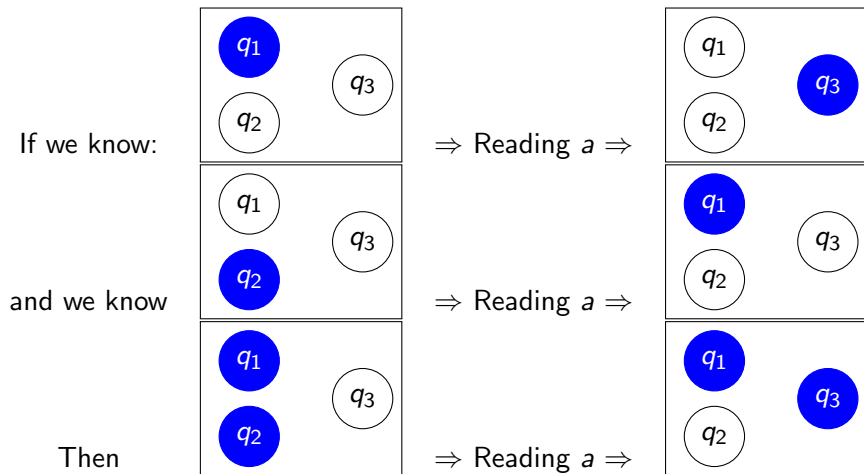 q1 q1
q3 q3
q2 q2
If we know: ⇒ Reading a ⇒
q1 q1
q3 q3
q2 q2
and we know ⇒ Reading a ⇒
q1 q1
q3 q3
q2 q2
Then ⇒ Reading a ⇒